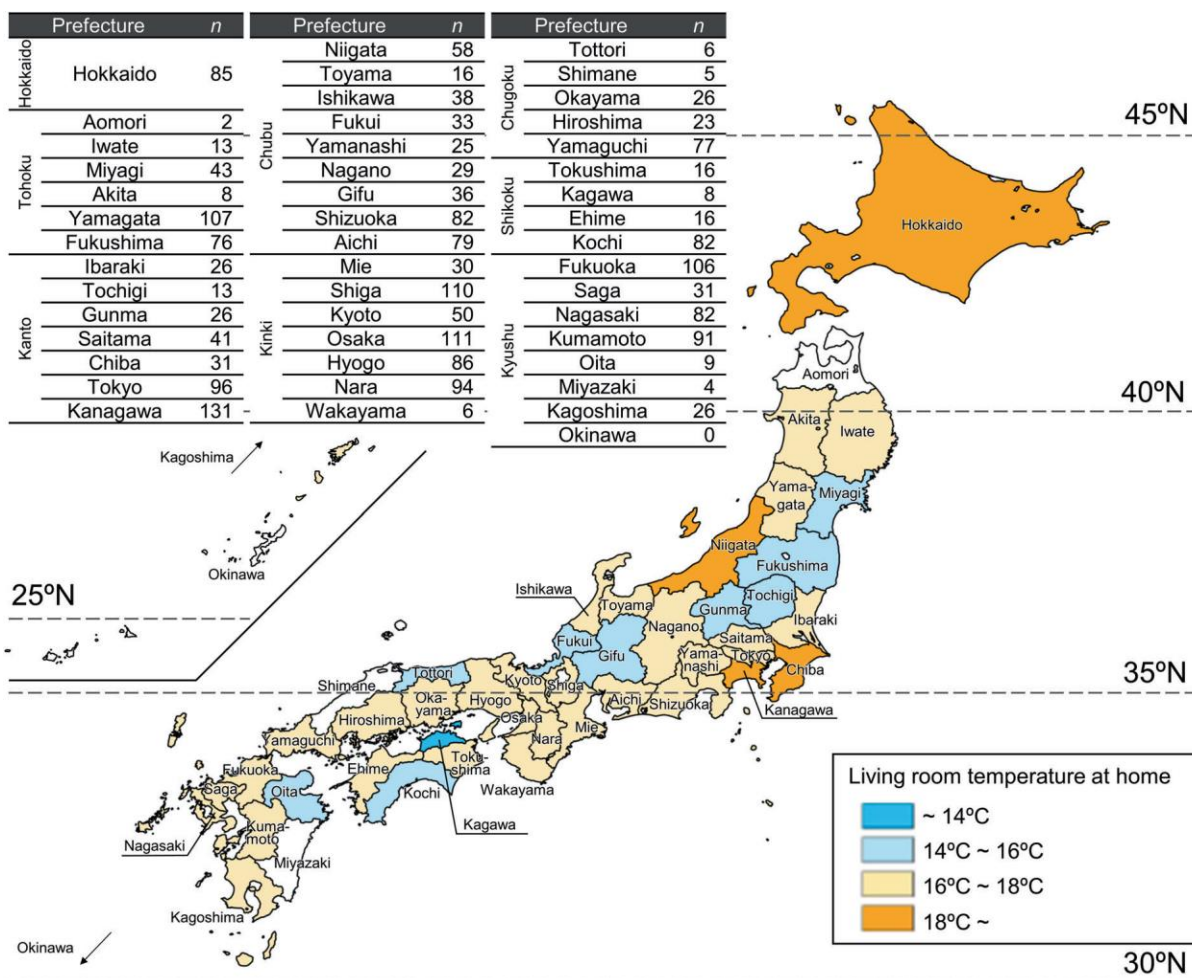 Prefecture n
Hokkaido
Hokkaido 85
Tohoku
Aomori 2
Iwate 13
Miyagi 43
Akita 8
Yamagata 107
Fukushima 76
Kanto
Ibaraki 26
Tochigi 13
Gunma 26
Saitama 41
Chiba 31
Tokyo 96
Kanagawa 131
Prefecture n
Chubu
Niigata 58
Toyama 16
Ishikawa 38
Fukui 33
Yamanashi 25
Nagano 29
Gifu 36
Shizuoka 82
Aichi 79
Kinki
Mie 30
Shiga 110
Kyoto 50
Osaka 111
Hyogo 86
Nara 94
Wakayama 6
Prefecture n
Chugoku
Tottori 6
Shimane 5
Okayama 26
Hiroshima 23
Yamaguchi 77
Shikoku
Tokushima 16
Kagawa 8
Ehime 16
Kochi 82
Kyushu
Fukuoka 106
Saga 31
Nagasaki 82
Kumamoto 91
Oita 9
Miyazaki 4
Kagoshima 26
Okinawa 0
45ºN
Hokkaido
Aomori
40ºN
Akita
Iwate
Kagoshima
Yama-
gata
Miyagi
Niigata
Okinawa
Fukushima
25ºN
Ishikawa
Toyama
Gunma
Tochigi
Ibaraki
Nagano
Saitama
Fukui
Gifu
Yama-
nashi
Tokyo
Chiba
Tottori
Kyoto
Shiga
35ºN
Shimane
Oka-
yama
Hyogo
Aichi
Shizuoka
Kanagawa
Hiroshima
Osaka
Mie
Nara
Yamaguchi
Toku-
shima
Wakayama
Ehime
Fukuoka
Saga
Oita
Kochi
Kagawa
Kuma-
moto
Nagasaki
Miyazaki
Kagoshima
Okinawa
Living room temperature at home
~ 14ºC
14ºC ~ 16ºC
16ºC ~ 18ºC
18ºC ~
30ºN